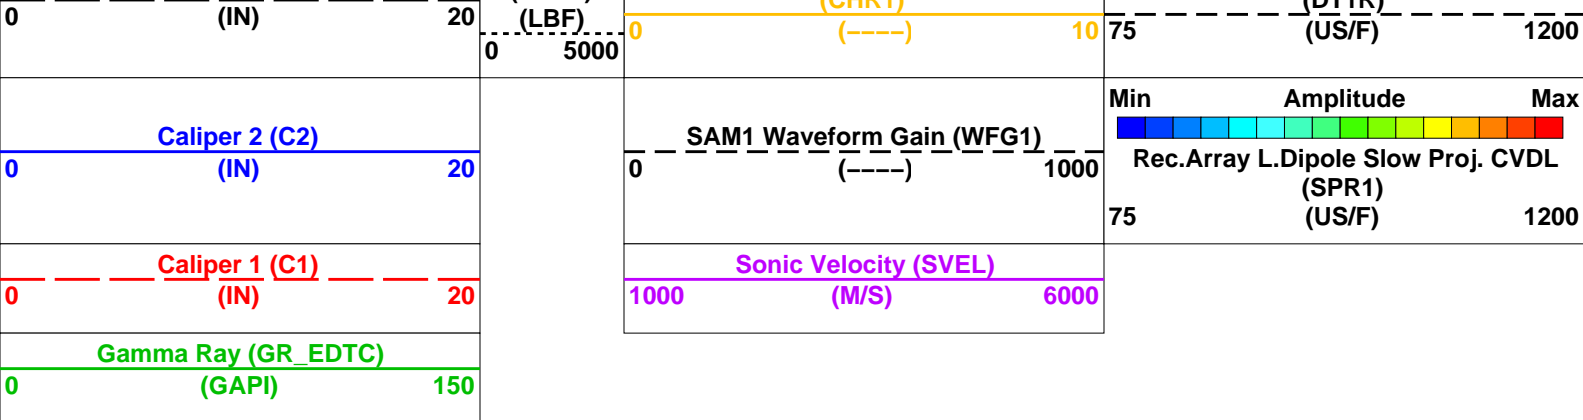 0 (IN) 20
(LBF)
0 5000
(CHR1)
0 (----) 10
(DT1R)
75 (US/F) 1200
Caliper 2 (C2)
0 (IN) 20
SAM1 Waveform Gain (WFG1)
0 (----) 1000
Min Amplitude Max
Rec.Array L.Dipole Slow Proj. CVDL
(SPR1)
75 (US/F) 1200
Caliper 1 (C1)
0 (IN) 20
Sonic Velocity (SVEL)
1000 (M/S) 6000
Gamma Ray (GR_EDTC)
0 (GAPI) 150